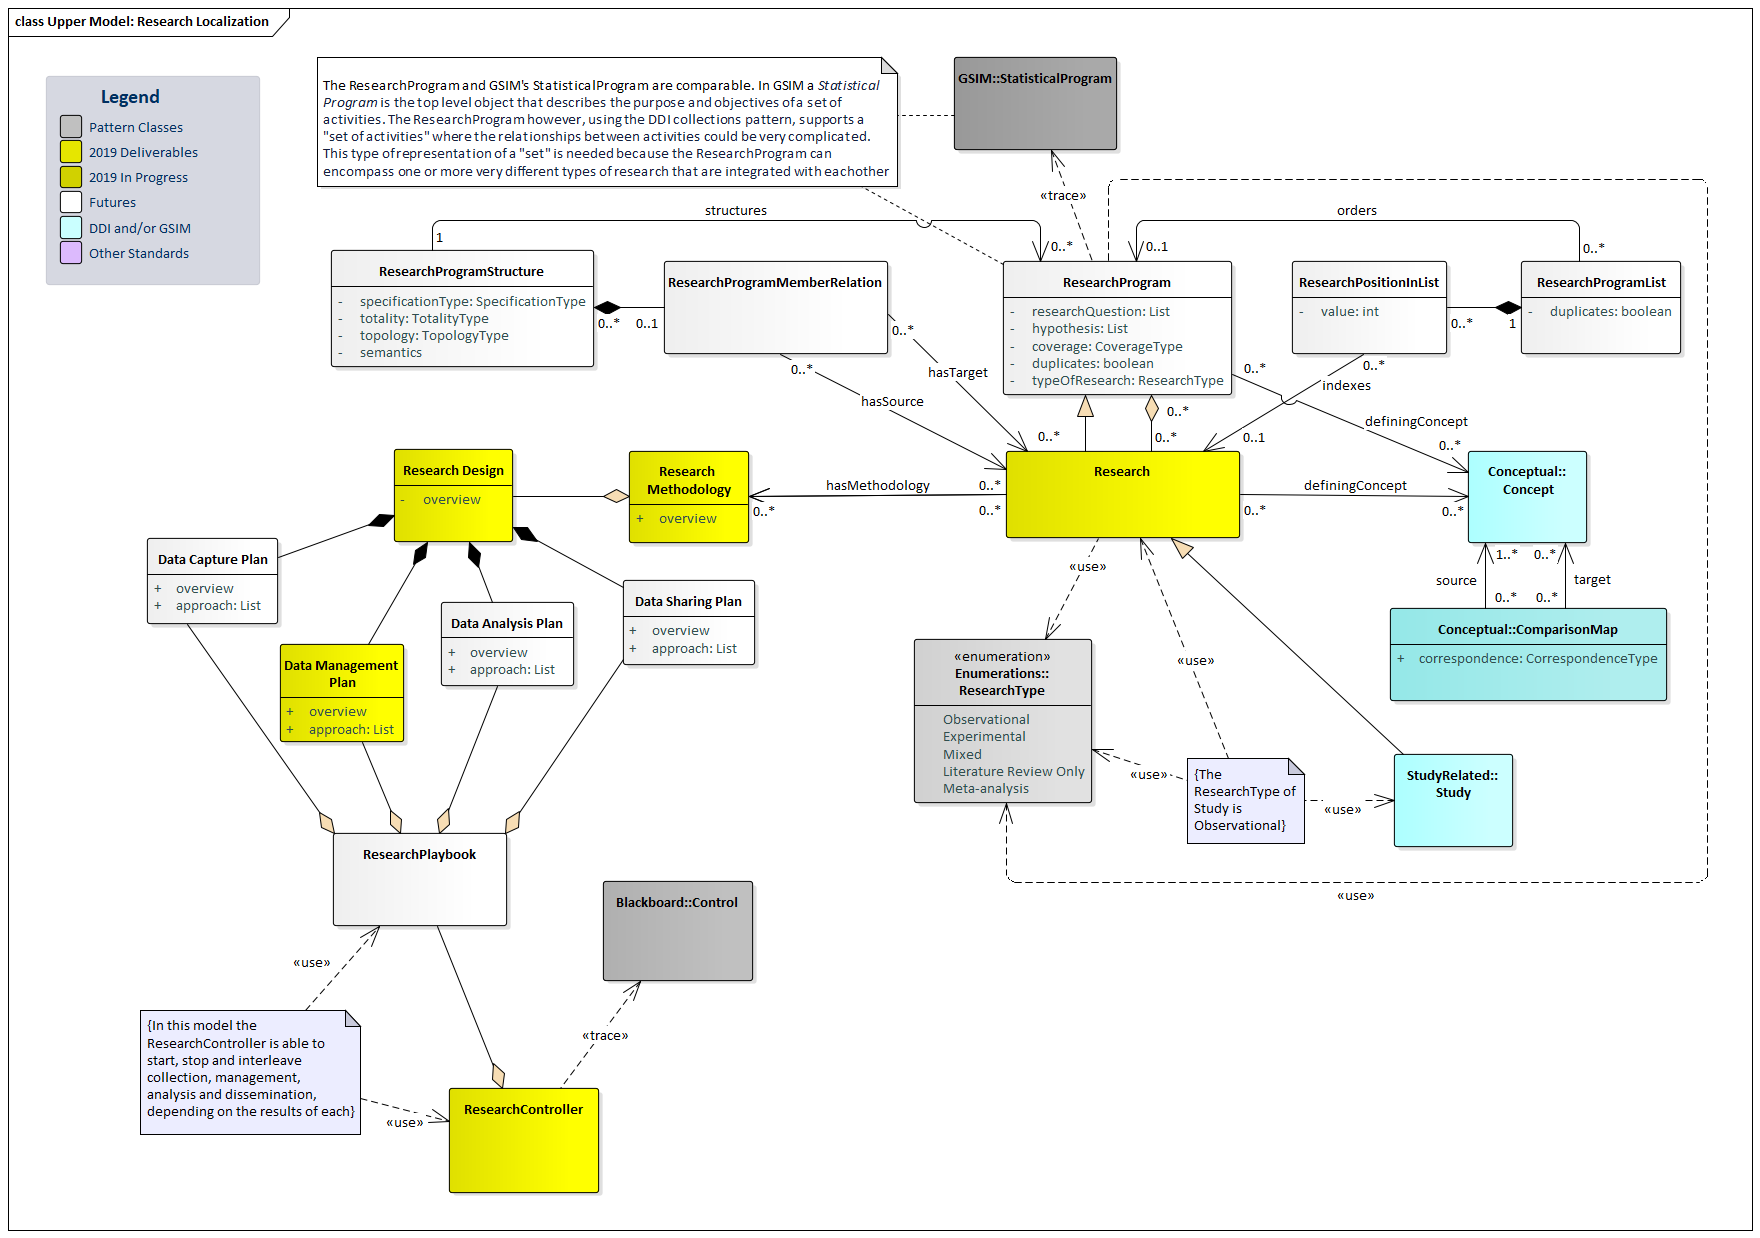 class Upper Model: Research Localization
Legend
Pattern Classes
2019 Deliverables
2019 In Progress
Futures
DDI and/or GSIM
Other Standards
The ResearchProgram and GSIM's StatisticalProgram are comparable. In GSIM a Statistical
Program is the top level object that describes the purpose and objectives of a set of
activities. The ResearchProgram however, using the DDI collections pattern, supports a
"set of activities" where the relationships between activities could be very complicated.
This type of representation of a "set" is needed because the ResearchProgram can
encompass one or more very different types of research that are integrated with eachother
GSIM::StatisticalProgram
«trace»
structures
1
0..*
orders
0..1
0..*
ResearchProgramStructure
- specificationType: SpecificationType
- totality: TotalityType
- topology: TopologyType
- semantics
0..*
0..1
ResearchProgramMemberRelation
0..*
hasTarget
0..*
0..*
hasSource
0..*
ResearchProgram
- researchQuestion: List
- hypothesis: List
- coverage: CoverageType
- duplicates: boolean
- typeOfResearch: ResearchType
0..*
0..*
0..*
definingConcept
0..*
ResearchPositionInList
- value: int
0..*
1
ResearchProgramList
- duplicates: boolean
0..*
indexes
0..1
Research Design
- overview
Research
Methodology
+ overview
hasMethodology
0..*
0..*
Research
definingConcept
0..*
0..*
Conceptual::
Concept
1..*
0..*
source
target
0..*
0..*
Conceptual::ComparisonMap
+ correspondence: CorrespondenceType
Data Capture Plan
+ overview
+ approach: List
Data Management
Plan
+ overview
+ approach: List
Data Analysis Plan
+ overview
+ approach: List
Data Sharing Plan
+ overview
+ approach: List
«use»
«enumeration»
Enumerations::
ResearchType
Observational
Experimental
Mixed
Literature Review Only
Meta-analysis
«use»
«use»
{The
ResearchType of
Study is
Observational}
«use»
StudyRelated::
Study
«use»
ResearchPlaybook
Blackboard::Control
«use»
{In this model the
ResearchController is able to
start, stop and interleave
collection, management,
analysis and dissemination,
depending on the results of each}
«use»
«trace»
ResearchController